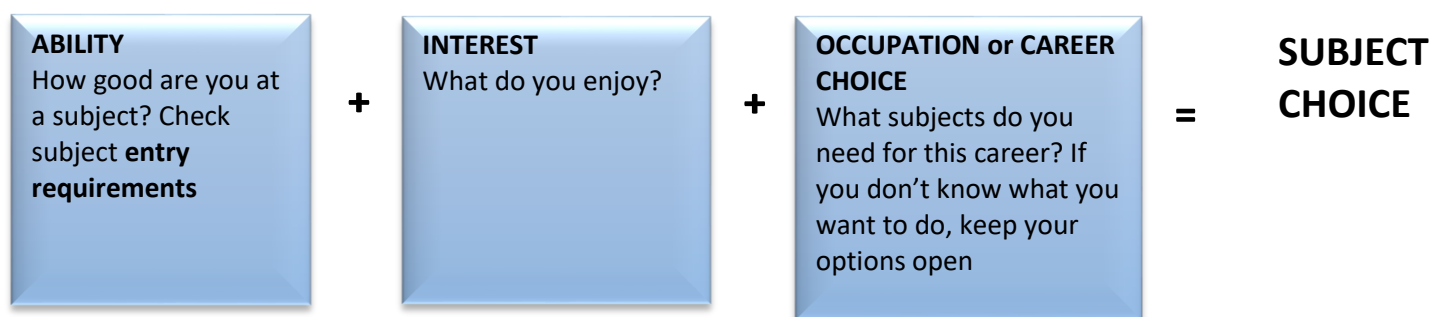 ABILITY
How good are you at
a subject? Check
subject entry
requirements
+
INTEREST
What do you enjoy?
+
OCCUPATION or CAREER
CHOICE
What subjects do you
need for this career? If
you don’t know what you
want to do, keep your
options open
=
SUBJECT
CHOICE